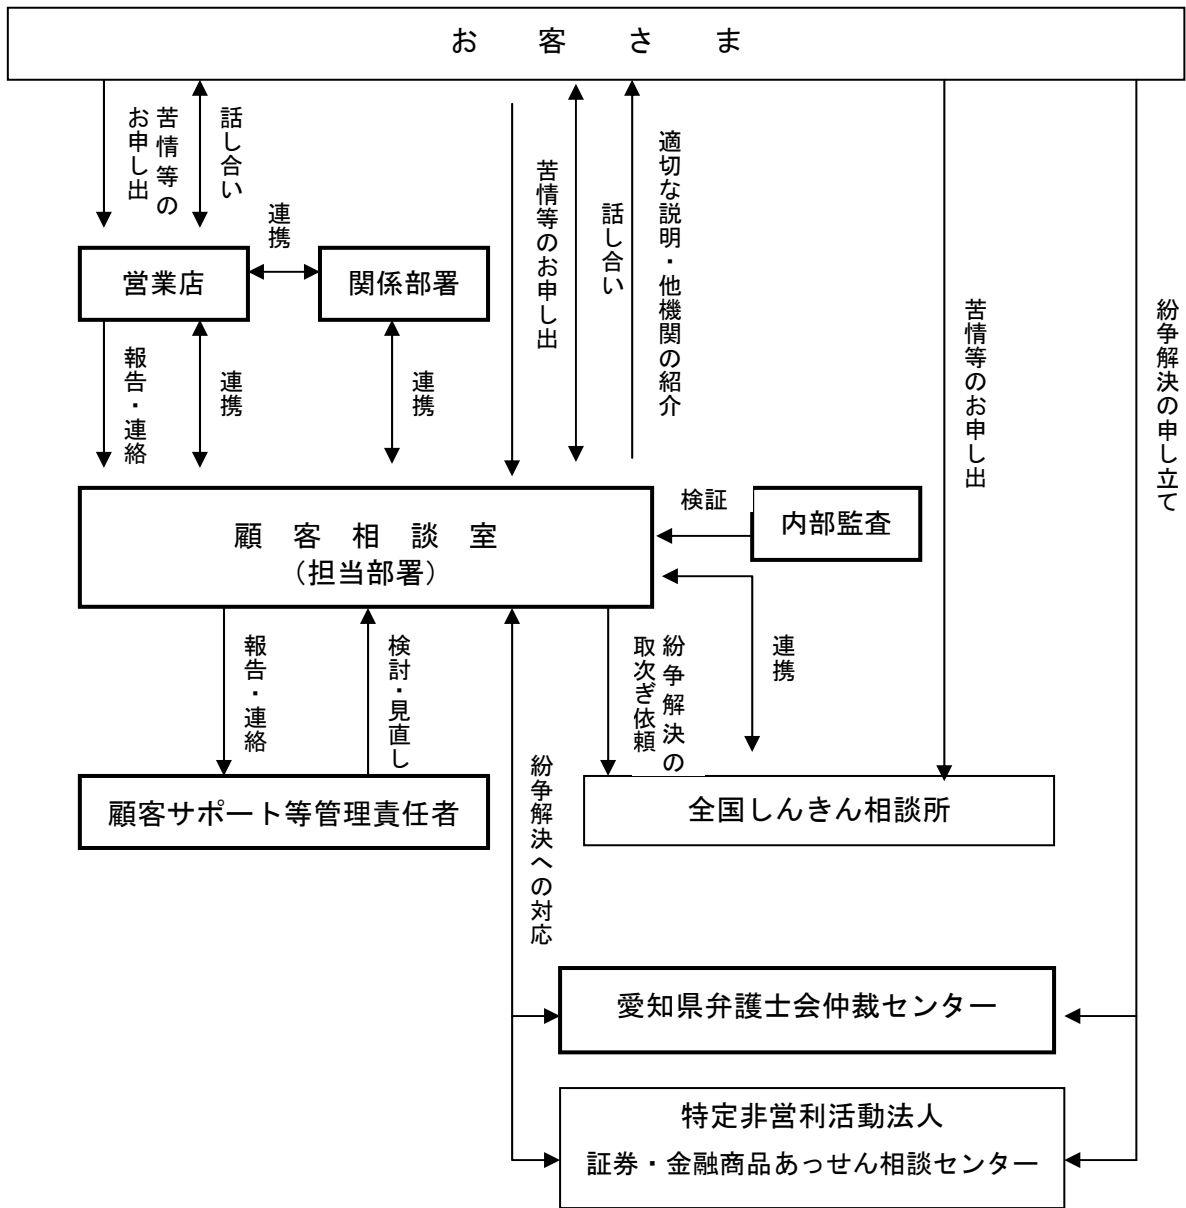 お　客　さ　ま
苦情等の
お申し出
話し合い
連携
苦情等のお申し出
話し合い
適切な説明・他機関の紹介
苦情等のお申し出
紛争解決の申し立て
営業店
関係部署
報告・連絡
連携
連携
顧　客　相　談　室
（担当部署）
検証
内部監査
報告・連絡
検討・見直し
紛争解決の
取次ぎ依頼
連携
紛争解決への対応
顧客サポート等管理責任者
全国しんきん相談所
愛知県弁護士会仲裁センター
特定非営利活動法人
証券・金融商品あっせん相談センター